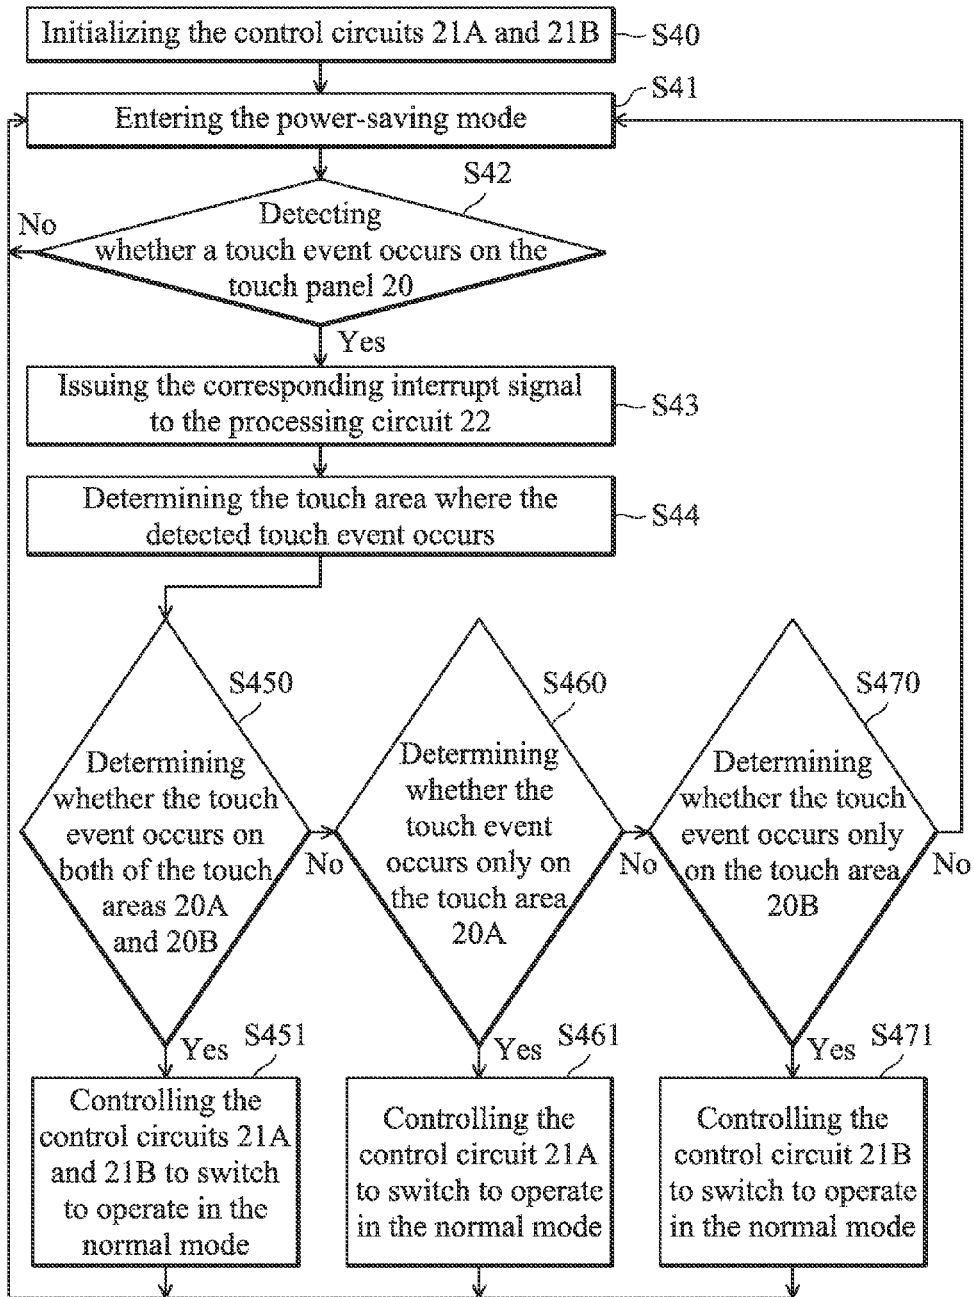 Initializing the control circuits 21A and 21B
S40
S41
Entering the power-saving mode
S42
No
Detecting
whether a touch event occurs on the
touch panel 20
Yes
Issuing the corresponding interrupt signal
to the processing circuit 22
S43
Determining the touch area where the
detected touch event occurs
S44
S450
Determining
whether the touch
event occurs on
both of the touch
areas 20A
and 20B
No
S460
Determining
whether the
touch event
occurs only on
the touch area
20A
No
S470
Determining
whether the touch
event occurs only
on the touch area
20B
No
Yes
S451
Controlling the
control circuits 21A
and 21B to switch
to operate in the
normal mode
Yes
S461
Controlling the
control circuit 21A
to switch to operate
in the normal mode
Yes
S471
Controlling the
control circuit 21B
to switch to operate
in the normal mode